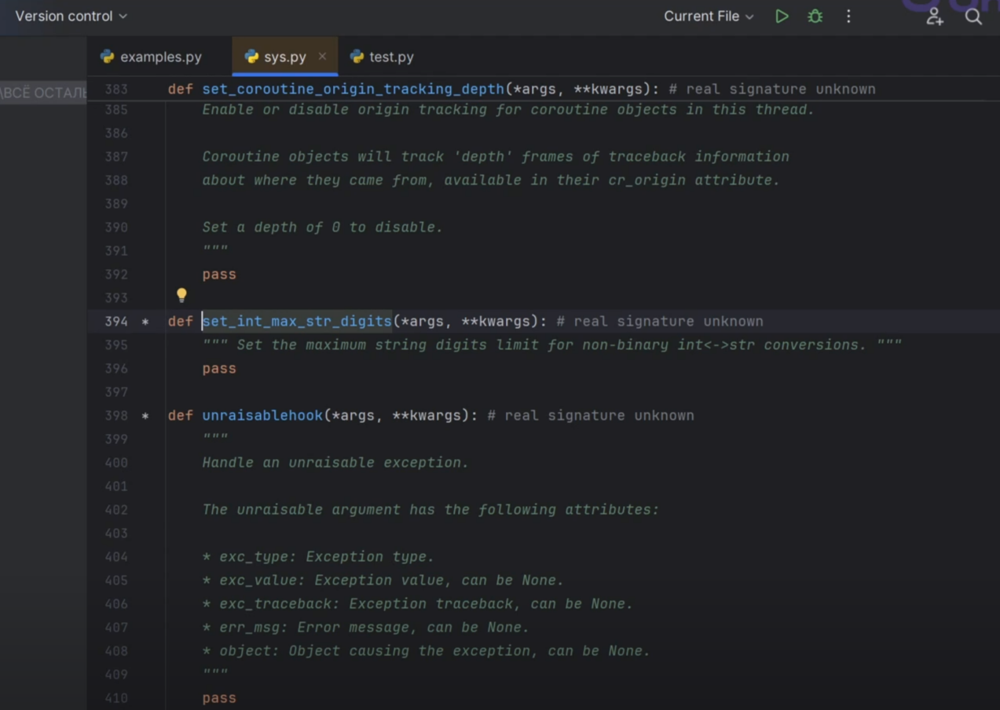 Version control
Current File
examples.py
sys.py
test.py
\ВСЁ ОСТАЛЬ
383 def set_coroutine_origin_tracking_depth(*args, **kwargs): # real signature unknown
385 Enable or disable origin tracking for coroutine objects in this thread.
386
387 Coroutine objects will track 'depth' frames of traceback information
388 about where they came from, available in their cr_origin attribute.
389
390 Set a depth of 0 to disable.
391 """
392 pass
393
394 * def set_int_max_str_digits(*args, **kwargs): # real signature unknown
395 """ Set the maximum string digits limit for non-binary int<->str conversions. """
396 pass
397
398 * def unraisablehook(*args, **kwargs): # real signature unknown
399 """
400 Handle an unraisable exception.
401
402 The unraisable argument has the following attributes:
403
404 * exc_type: Exception type.
405 * exc_value: Exception value, can be None.
406 * exc_traceback: Exception traceback, can be None.
407 * err_msg: Error message, can be None.
408 * object: Object causing the exception, can be None.
409 """
410 pass